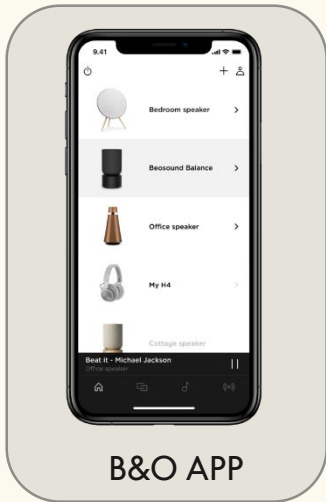 9.41
Bedroom speaker
Beosound Balance
Office speaker
My H4
Cottage speaker
Beat it - Michael Jackson
Office speaker
B&O APP